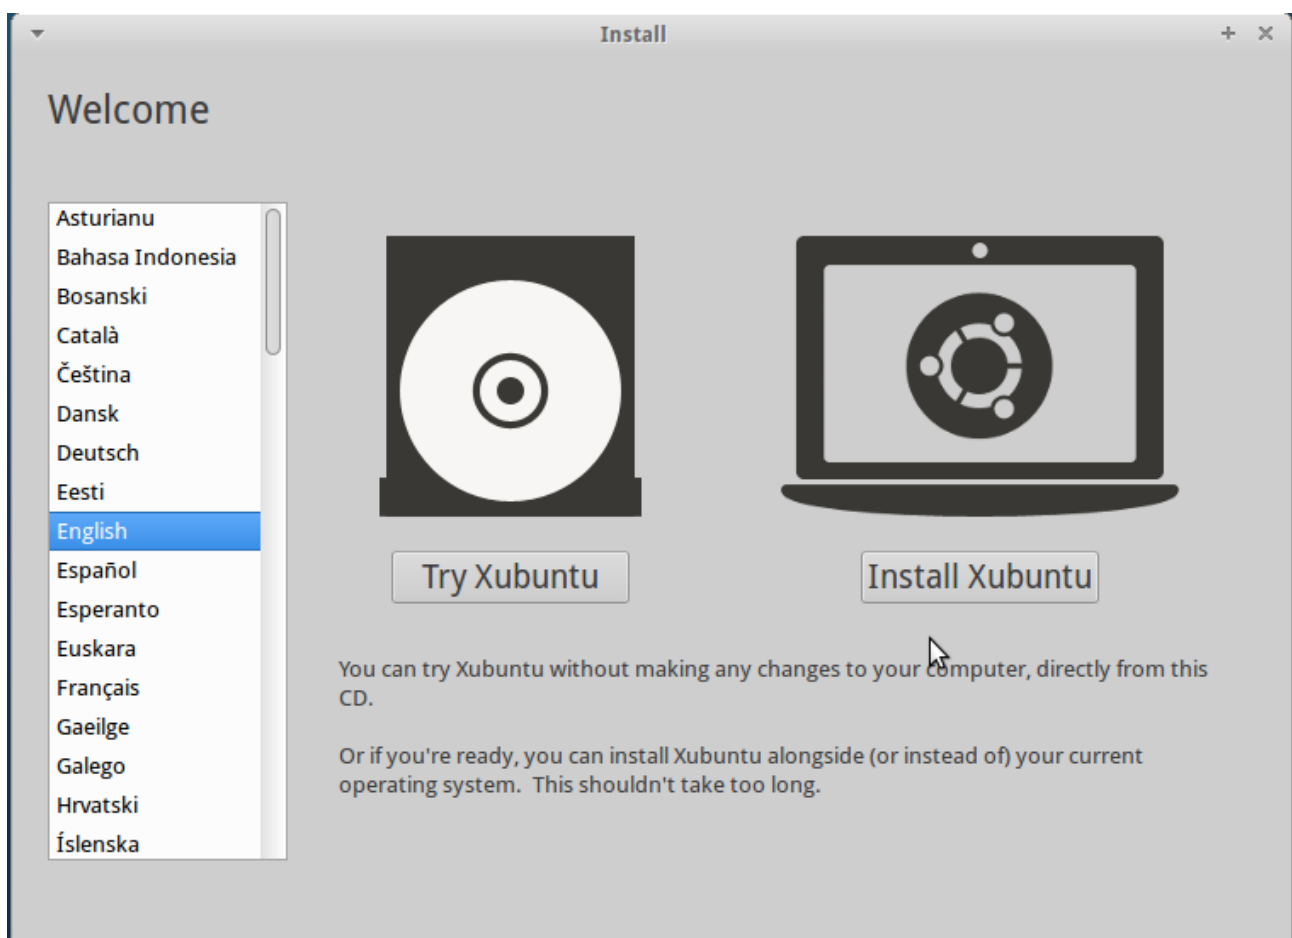 Install
Welcome
Asturianu
Bahasa Indonesia
Bosanski
Català
Čeština
Dansk
Deutsch
Eesti
English
Español
Esperanto
Euskara
Français
Gaeilge
Galego
Hrvatski
Íslenska
Try Xubuntu
Install Xubuntu
You can try Xubuntu without making any changes to your computer, directly from this
CD.
Or if you're ready, you can install Xubuntu alongside (or instead of) your current
operating system.  This shouldn't take too long.